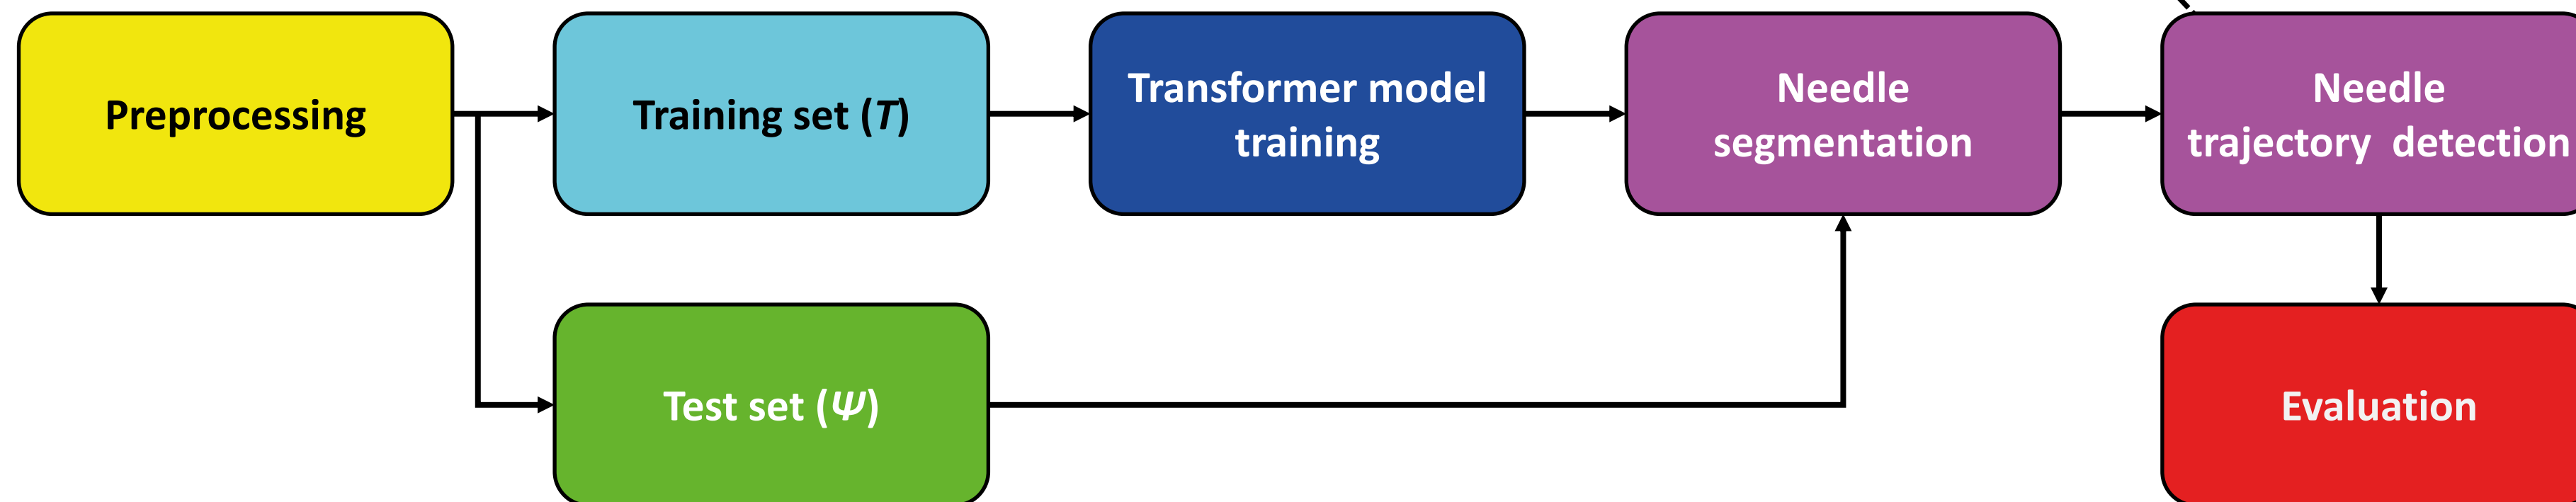 Preprocessing
Training set (T)
Transformer model
training
Needle
segmentation
Needle
trajectory detection
Test set (Ψ)
Evaluation